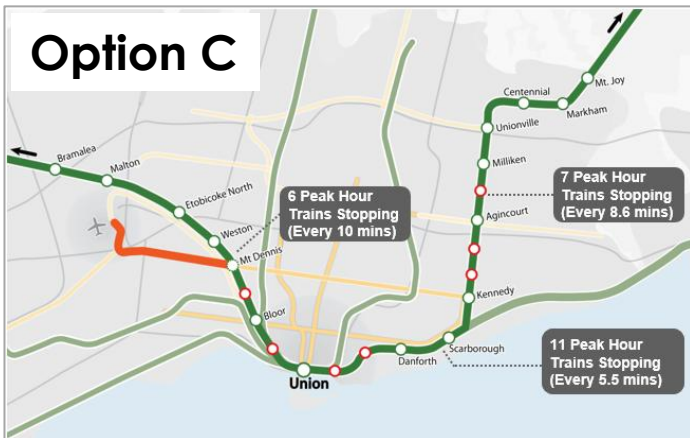 Option C
Mt. Joy
Centennial
Markham
Unionville
Bramalea
Malton
Milliken
7 Peak Hour
Trains Stopping
(Every 8.6 mins)
Etobicoke North
6 Peak Hour
Trains Stopping
(Every 10 mins)
Agincourt
Weston
Mt Dennis
Kennedy
Bloor
Scarborough
Danforth
11 Peak Hour
Trains Stopping
(Every 5.5 mins)
Union